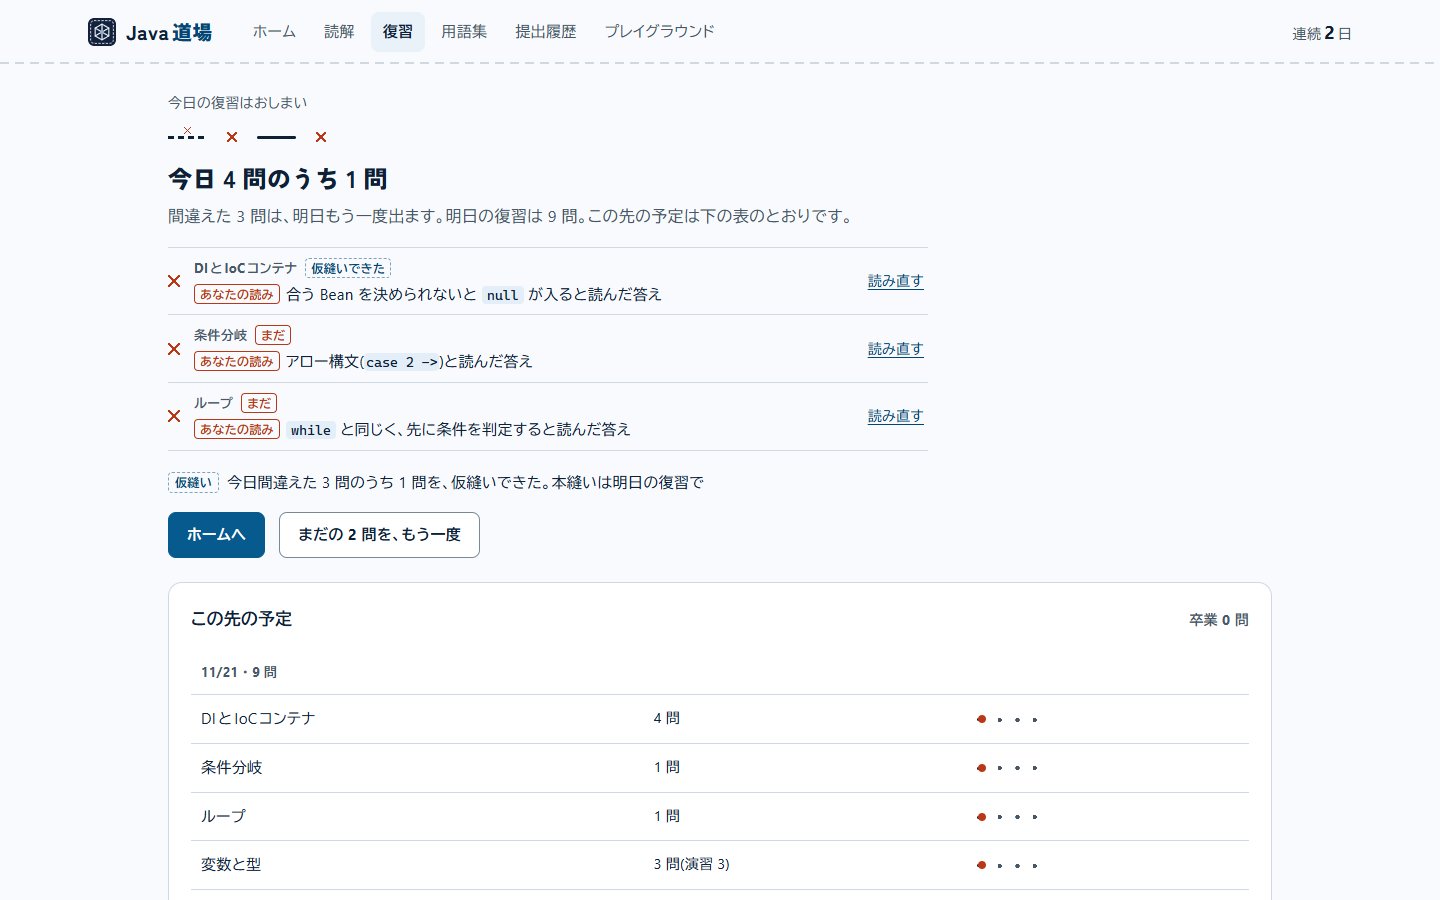 Java道場 ホーム 読解 復習 用語集 提出履歴 プレイグラウンド 連続 2 日
今日の復習はおしまい
今日 4 問のうち 1 問
間違えた 3 問は、明日もう一度出ます。明日の復習は 9 問。この先の予定は下の表のとおりです。
DIとIoCコンテナ 仮縫いできた
あなたの読み 合う Bean を決められないと null が入ると読んだ答え 読み直す
条件分岐 まだ
あなたの読み アロー構文(case 2 ->)と読んだ答え 読み直す
ループ まだ
あなたの読み while と同じく、先に条件を判定すると読んだ答え 読み直す
仮縫い 今日間違えた 3 問のうち 1 問を、仮縫いできた。本縫いは明日の復習で
ホームへ まだの 2 問を、もう一度
この先の予定 卒業 0 問
11/21・9 問
DIとIoCコンテナ 4 問
条件分岐 1 問
ループ 1 問
変数と型 3 問(演習 3)